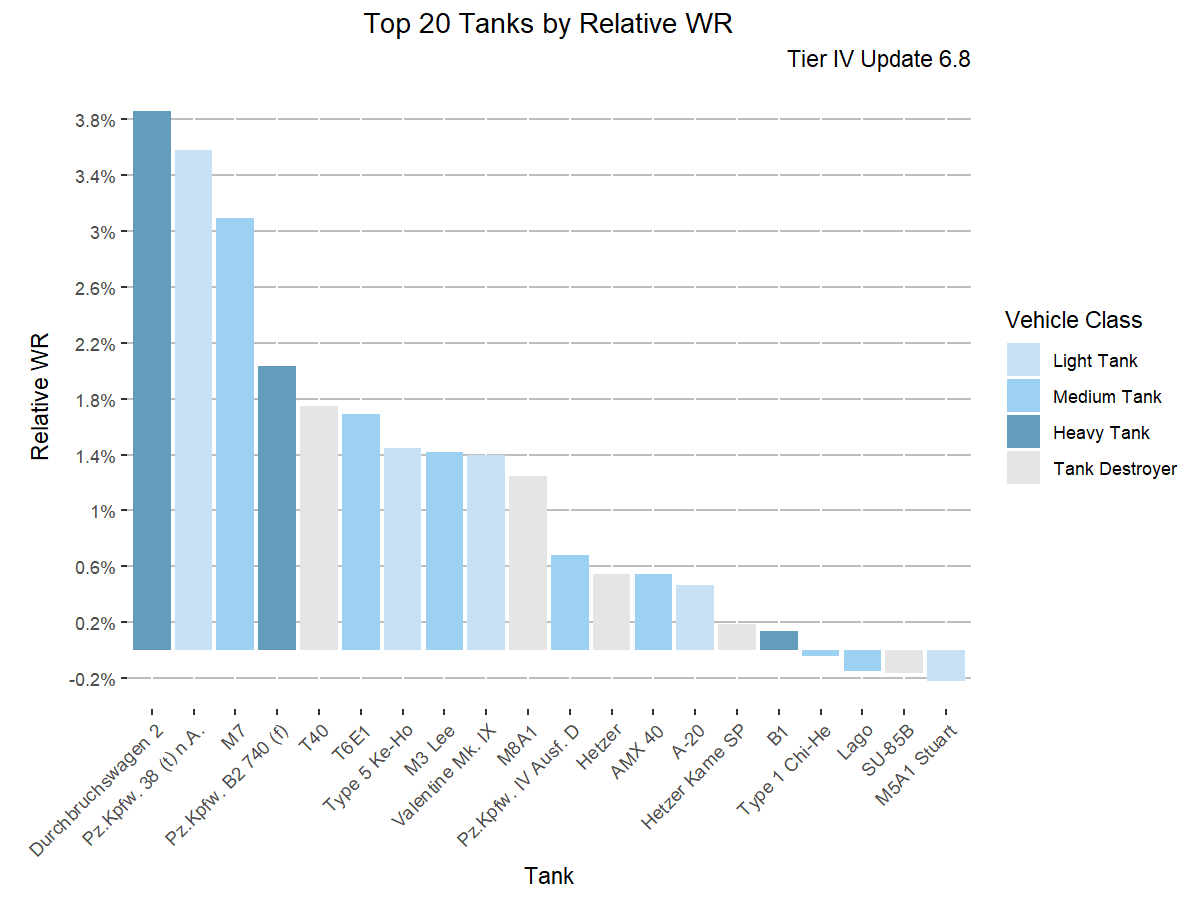 Top 20 Tanks by Relative WR
Tier IV Update 6.8
3.8%
3.4%
3%
2.6%
2.2%
1.8%
1.4%
1%
0.6%
0.2%
-0.2%
Relative WR
Durchbruchswagen 2
Pz.Kpfw. 38 (t) n A.
M7
Pz.Kpfw. B2 740 (f)
T40
T6E1
Type 5 Ke-Ho
M3 Lee
Valentine Mk. IX
M8A1
Pz.Kpfw. IV Ausf. D
Hetzer
AMX 40
A-20
Hetzer Kame SP
B1
Type 1 Chi-He
Lago
SU-85B
M5A1 Stuart
Tank
Vehicle Class
Light Tank
Medium Tank
Heavy Tank
Tank Destroyer